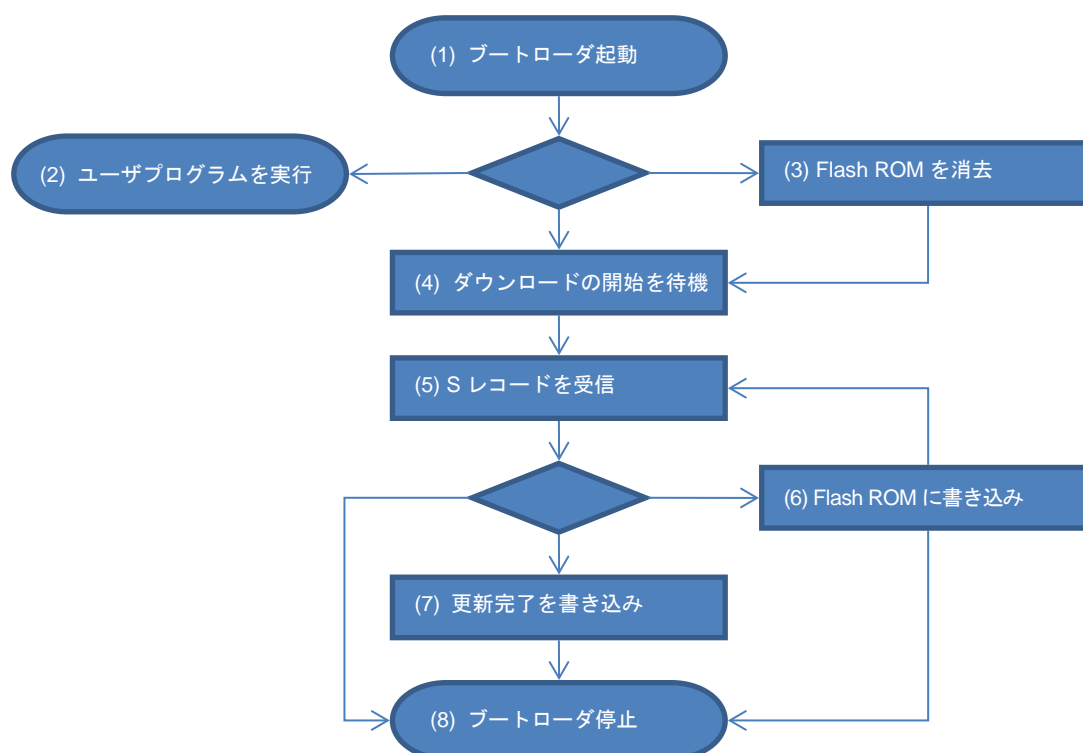 (1) ブートローダ起動
(2) ユーザプログラムを実行
(3) Flash ROM を消去
(4) ダウンロードの開始を待機
(5) S レコードを受信
(6) Flash ROM に書き込み
(7) 更新完了を書き込み
(8) ブートローダ停止